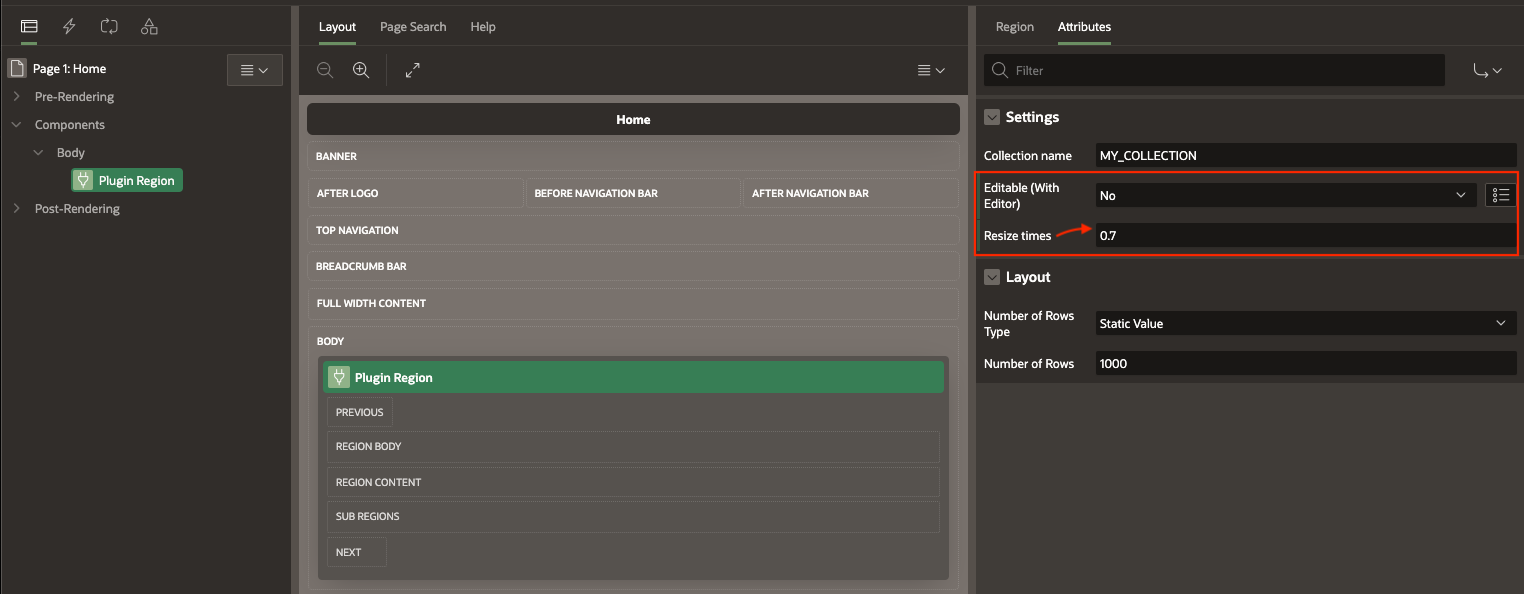 Page 1: Home
Pre-Rendering
Components
Body
Plugin Region
Post-Rendering
Layout Page Search Help
Home
BANNER
AFTER LOGO BEFORE NAVIGATION BAR AFTER NAVIGATION BAR
TOP NAVIGATION
BREADCRUMB BAR
FULL WIDTH CONTENT
BODY
Plugin Region
PREVIOUS
REGION BODY
REGION CONTENT
SUB REGIONS
NEXT
Region Attributes
Filter
Settings
Collection name MY_COLLECTION
Editable (With
Editor) No
Resize times 0.7
Layout
Number of Rows
Type Static Value
Number of Rows 1000